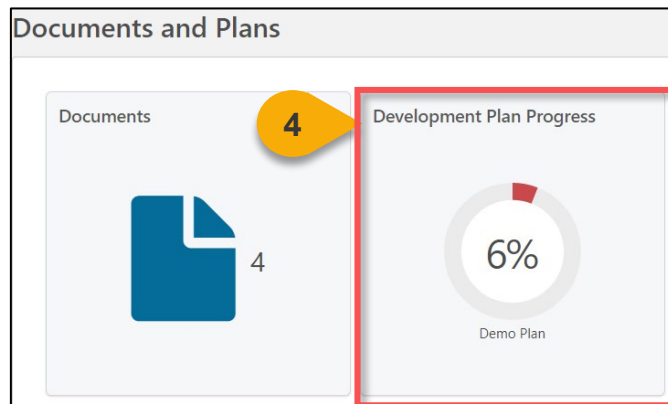 Documents and Plans
Documents
4
Development Plan Progress
4
6%
Demo Plan